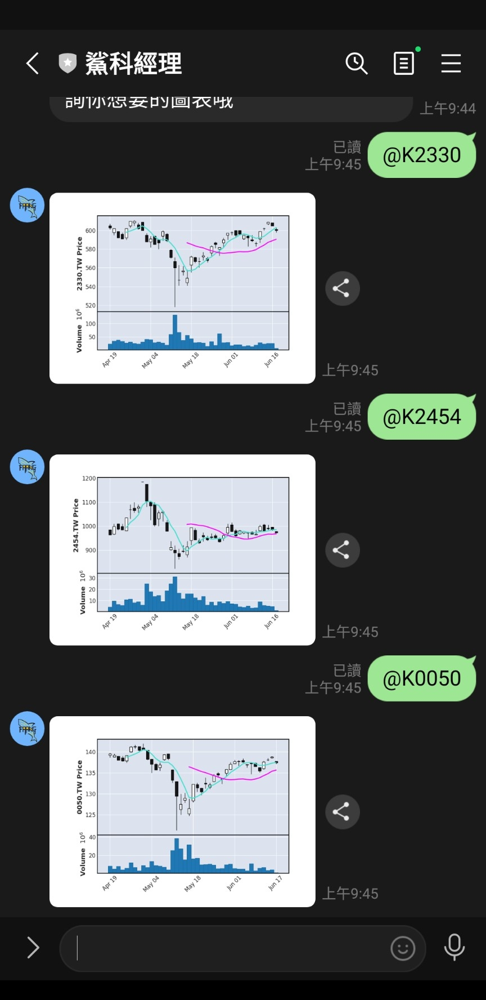 鯊科經理
詢你想要的圖表哦
上午9:44
已讀
上午9:45
@K2330
FHNG
2330.TW Price
600
580
560
540
520
Volume 10^6
100
50
Apr 19
May 04
May 18
Jun 01
Jun 16
上午9:45
已讀
上午9:45
@K2454
2454.TW Price
1200
1100
1000
900
Volume 10^6
30
20
10
Apr 19
May 04
May 18
Jun 01
Jun 16
上午9:45
已讀
上午9:45
@K0050
0050.TW Price
140
135
130
125
Volume 10^6
40
20
Apr 19
May 04
May 18
Jun 01
Jun 17
上午9:45